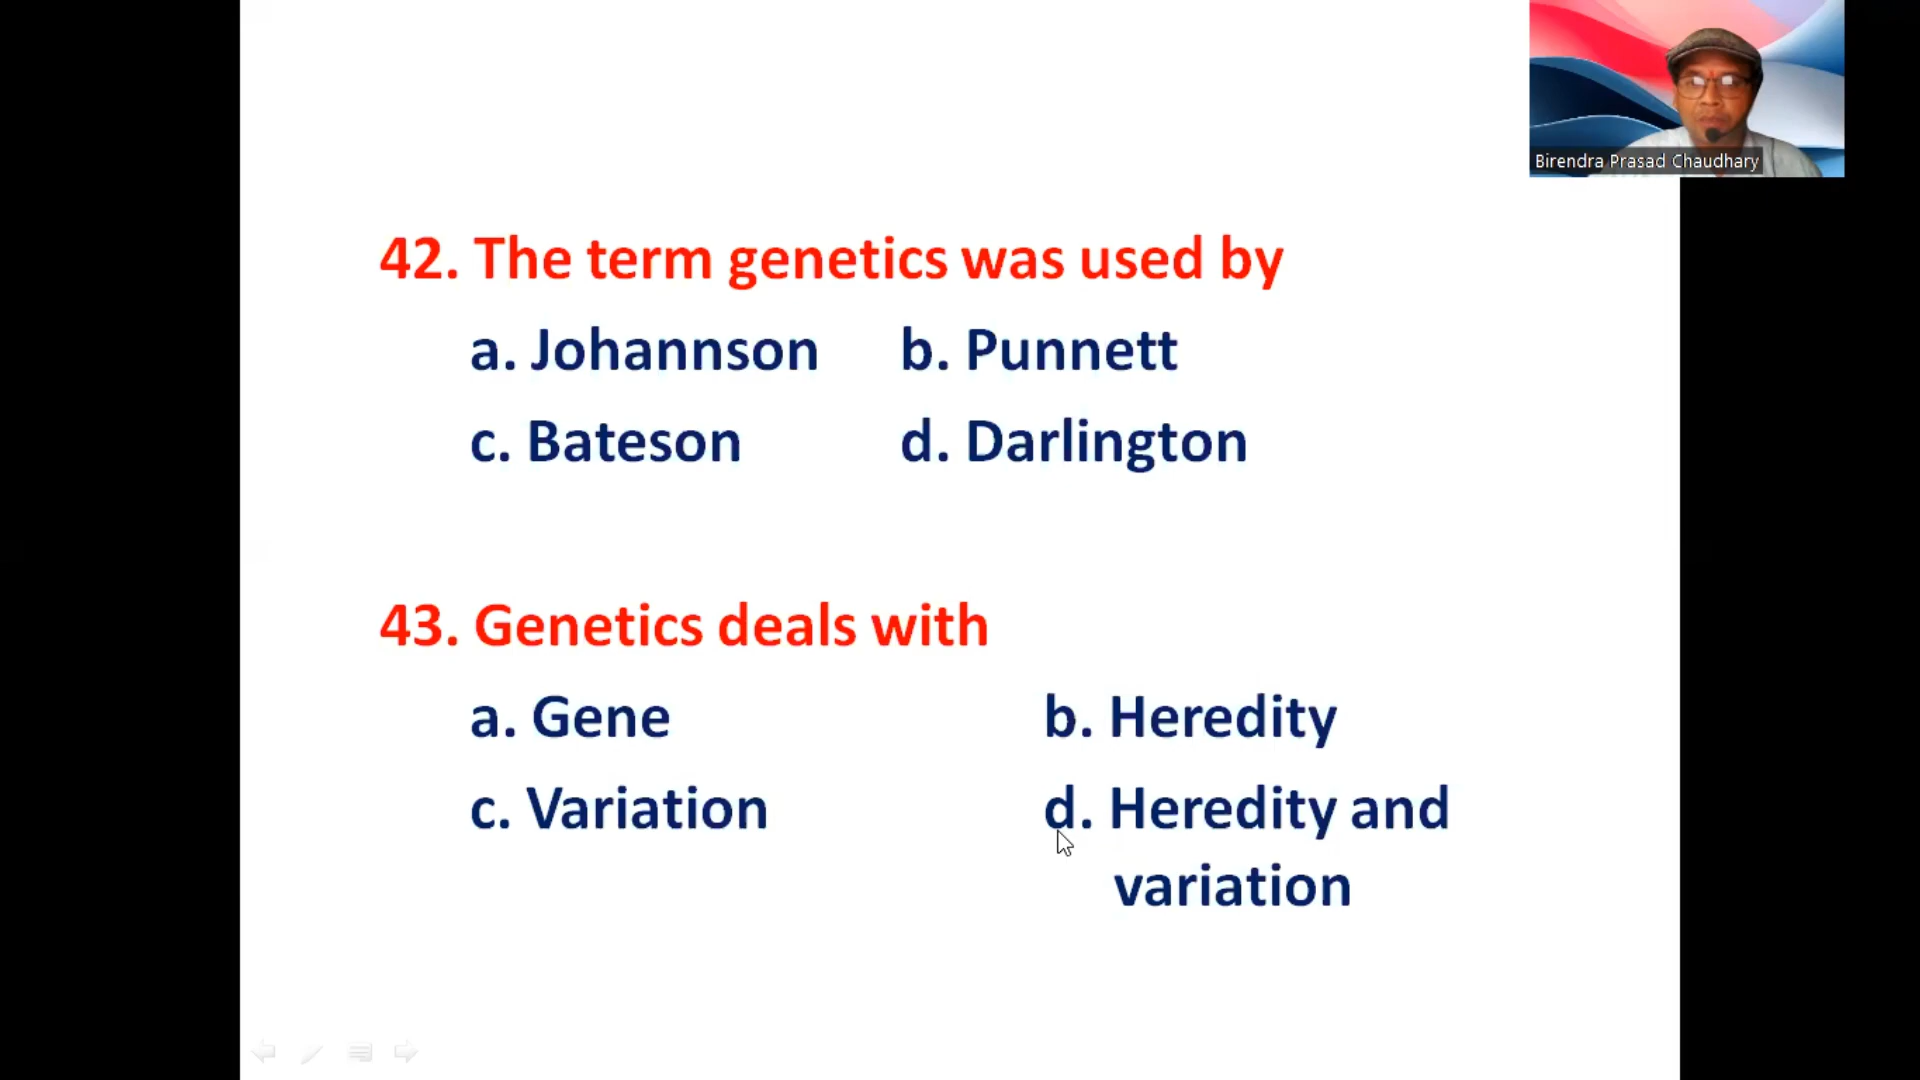 Birendra Prasad Chaudhary
42. The term genetics was used by
a. Johannson b. Punnett
c. Bateson d. Darlington
43. Genetics deals with
a. Gene b. Heredity
c. Variation d. Heredity and
variation